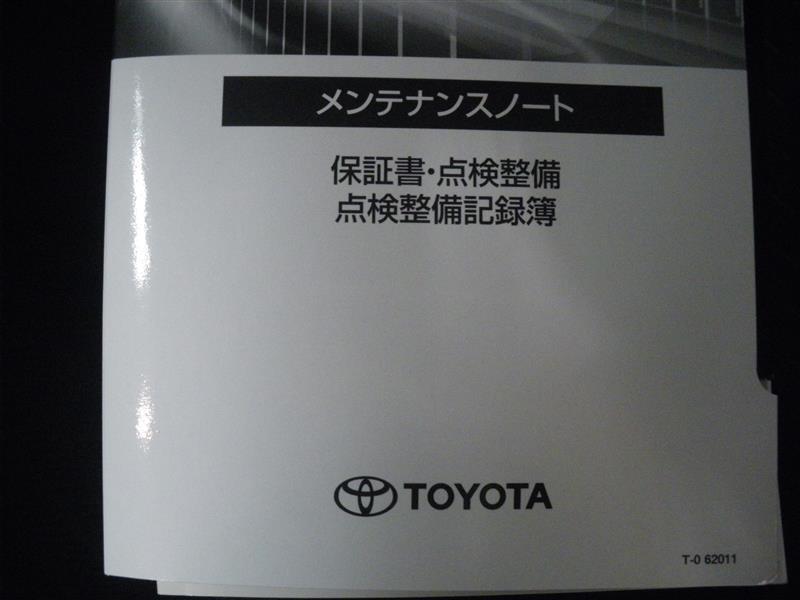 メンテナンスノート
保証書・点検整備
点検整備記録簿
TOYOTA
T-0 62011